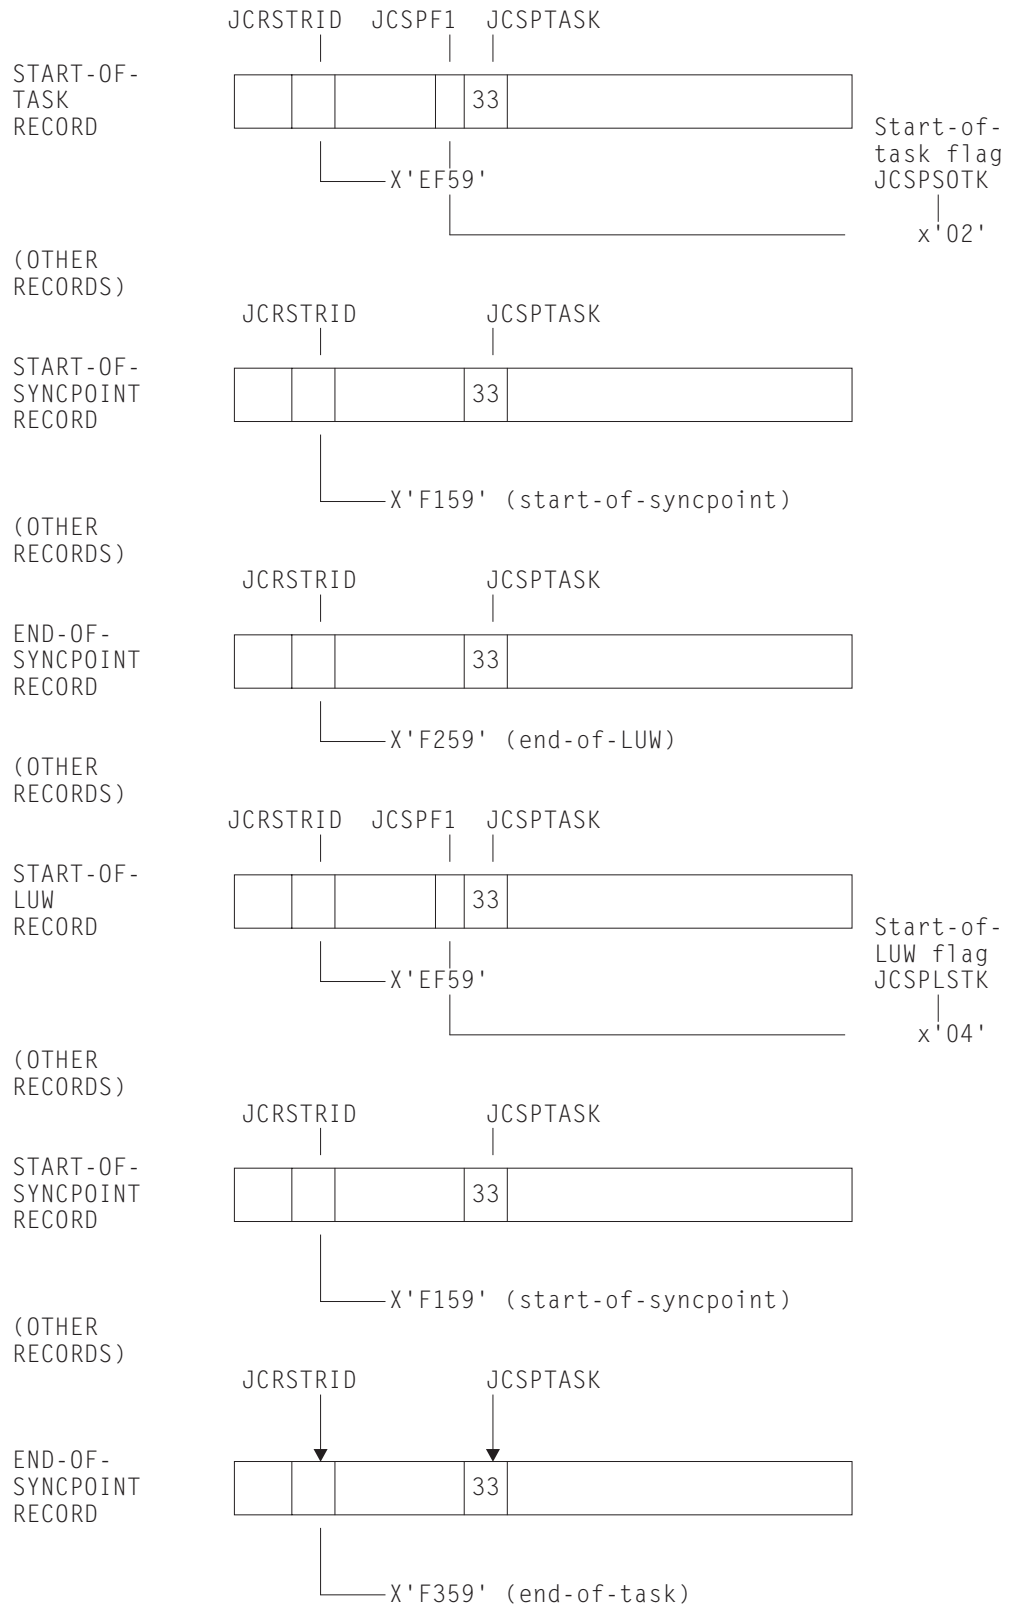 JCRSTRID JCSPF1 JCSPTASK
START-OF-
TASK
RECORD
33
Start-of-
task flag
JCSPSOTK
X'EF59'
x'02'
(OTHER
RECORDS)
JCRSTRID JCSPTASK
START-OF-
SYNCPOINT
RECORD
33
X'F159' (start-of-syncpoint)
(OTHER
RECORDS)
JCRSTRID JCSPTASK
END-OF-
SYNCPOINT
RECORD
33
X'F259' (end-of-LUW)
(OTHER
RECORDS)
JCRSTRID JCSPF1 JCSPTASK
START-OF-
LUW
RECORD
33
Start-of-
LUW flag
JCSPLSTK
X'EF59'
x'04'
(OTHER
RECORDS)
JCRSTRID JCSPTASK
START-OF-
SYNCPOINT
RECORD
33
X'F159' (start-of-syncpoint)
(OTHER
RECORDS)
JCRSTRID JCSPTASK
END-OF-
SYNCPOINT
RECORD
33
X'F359' (end-of-task)